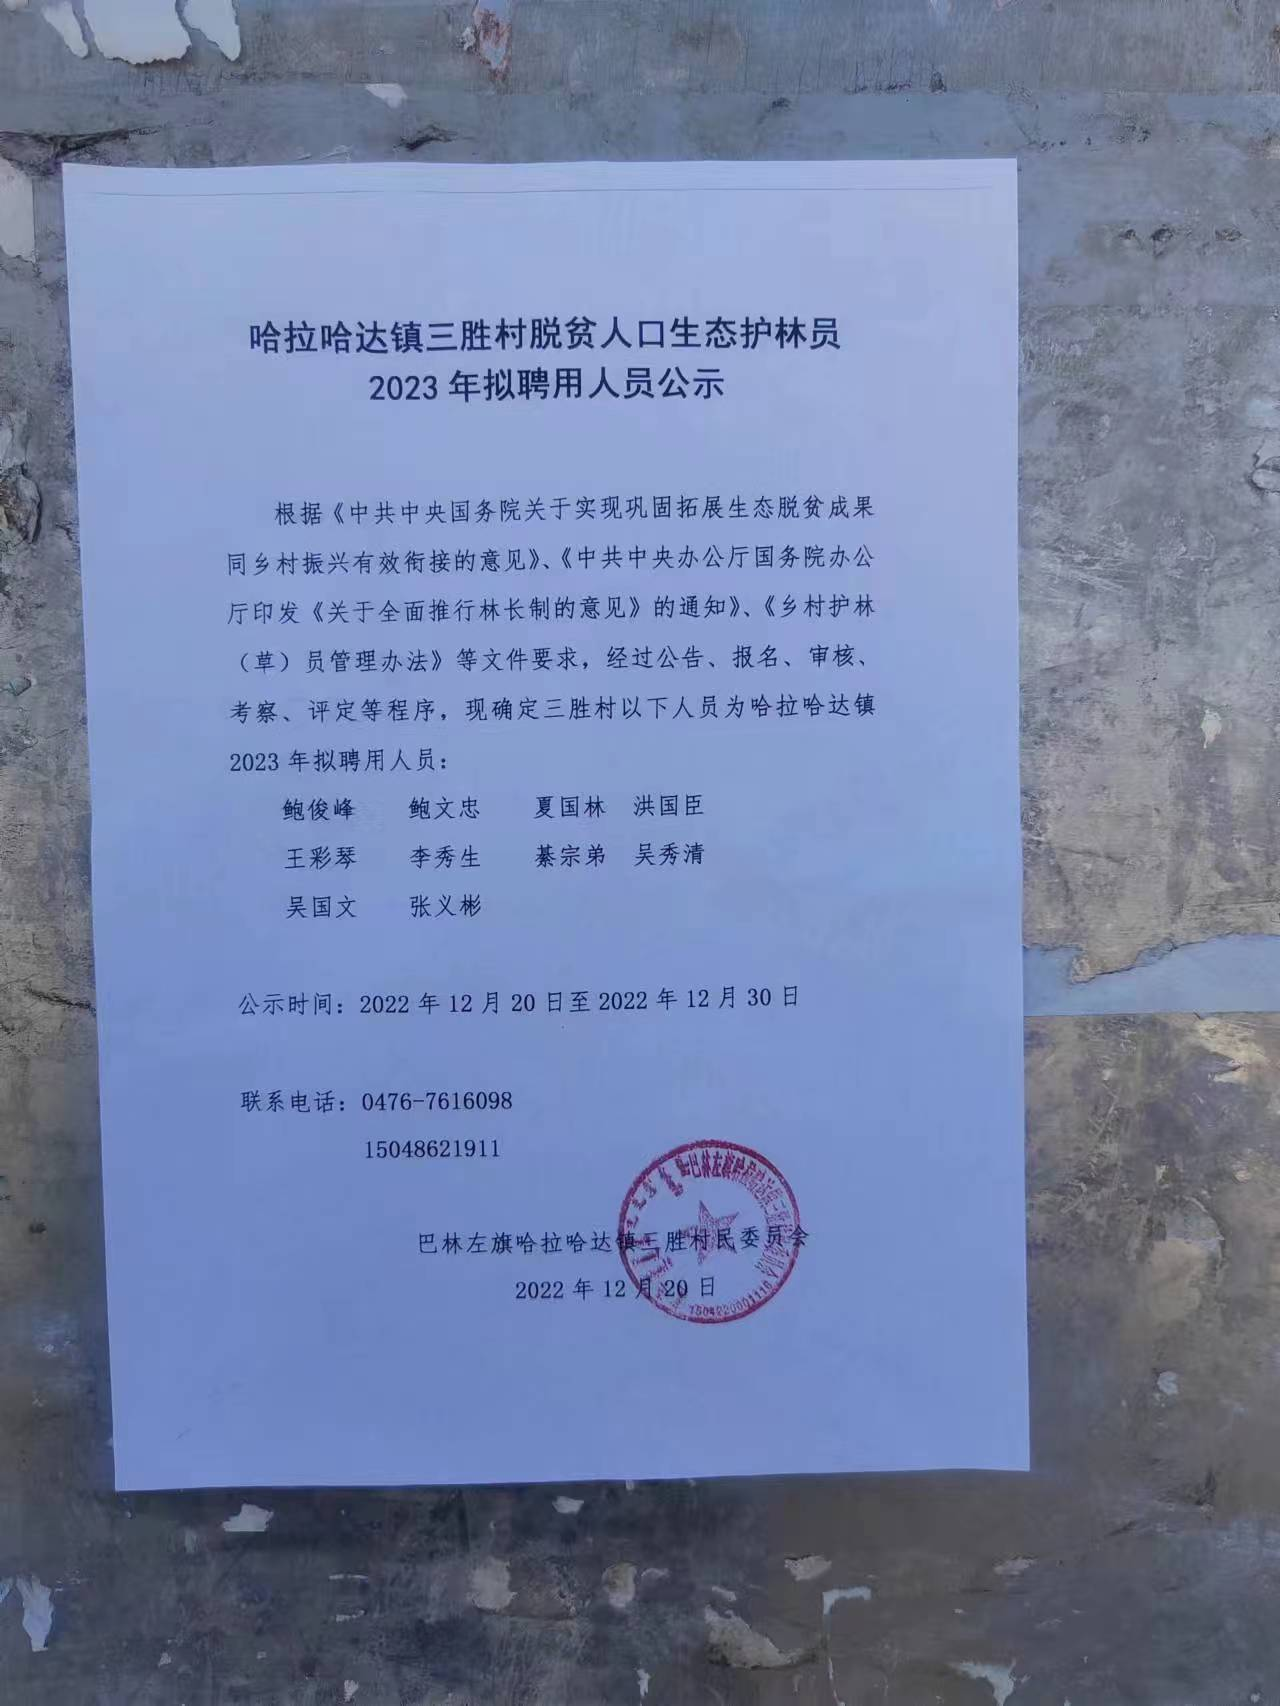 哈拉哈达镇三胜村脱贫人口生态护林员
2023 年拟聘用人员公示
根据《中共中央国务院关于实现巩固拓展生态脱贫成果
同乡村振兴有效衔接的意见》、《中共中央办公厅国务院办公
厅印发《关于全面推行林长制的意见》的通知》、《乡村护林
（草）员管理办法》等文件要求，经过公告、报名、审核、
考察、评定等程序，现确定三胜村以下人员为哈拉哈达镇
2023 年拟聘用人员：
鲍俊峰 鲍文忠 夏国林 洪国臣
王彩琴 李秀生 綦宗弟 吴秀清
吴国文 张义彬
公示时间：2022 年 12 月 20 日至 2022 年 12 月 30 日
联系电话：0476-7616098
15048621911
巴林左旗哈拉哈达镇三胜村民委员会
2022 年 12 月 20 日
1504220001116